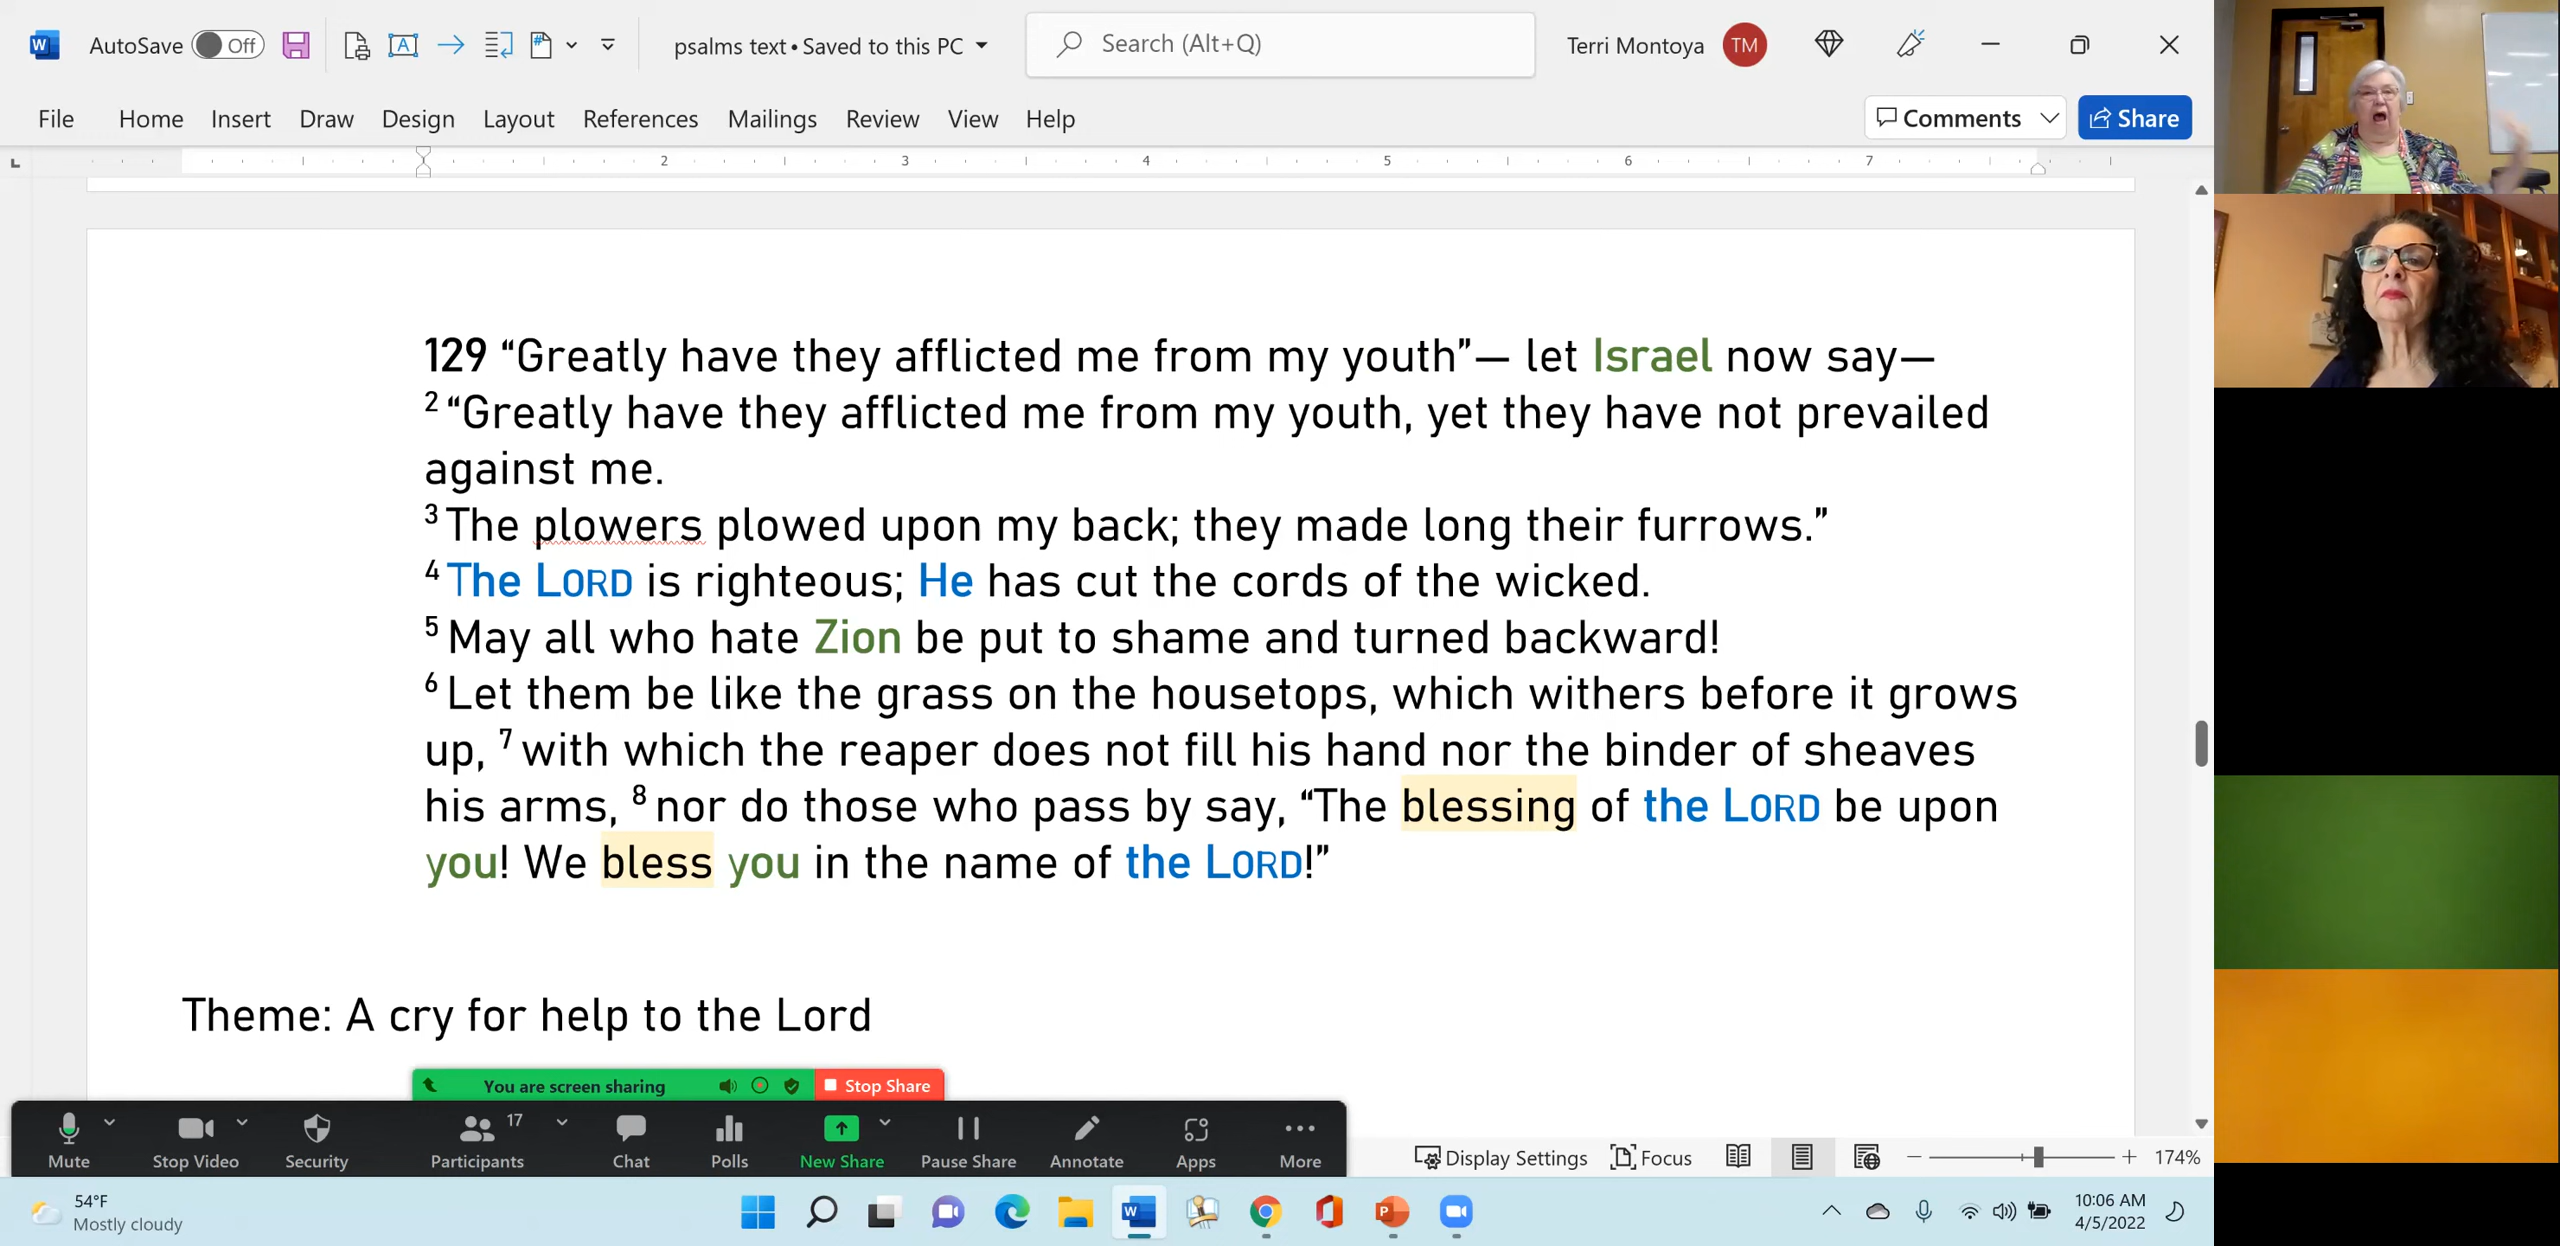 AutoSave Off psalms text • Saved to this PC Search (Alt+Q) Terri Montoya TM
File Home Insert Draw Design Layout References Mailings Review View Help Comments Share
2 3 4 5 6 7
129 “Greatly have they afflicted me from my youth”— let Israel now say—
2 “Greatly have they afflicted me from my youth, yet they have not prevailed
against me.
3 The plowers plowed upon my back; they made long their furrows.”
4 The LORD is righteous; He has cut the cords of the wicked.
5 May all who hate Zion be put to shame and turned backward!
6 Let them be like the grass on the housetops, which withers before it grows
up, 7 with which the reaper does not fill his hand nor the binder of sheaves
his arms, 8 nor do those who pass by say, “The blessing of the LORD be upon
you! We bless you in the name of the LORD!”
Theme: A cry for help to the Lord
You are screen sharing Stop Share
17
Mute Stop Video Security Participants Chat Polls New Share Pause Share Annotate Apps More
Display Settings Focus 174%
54°F
Mostly cloudy
10:06 AM
4/5/2022